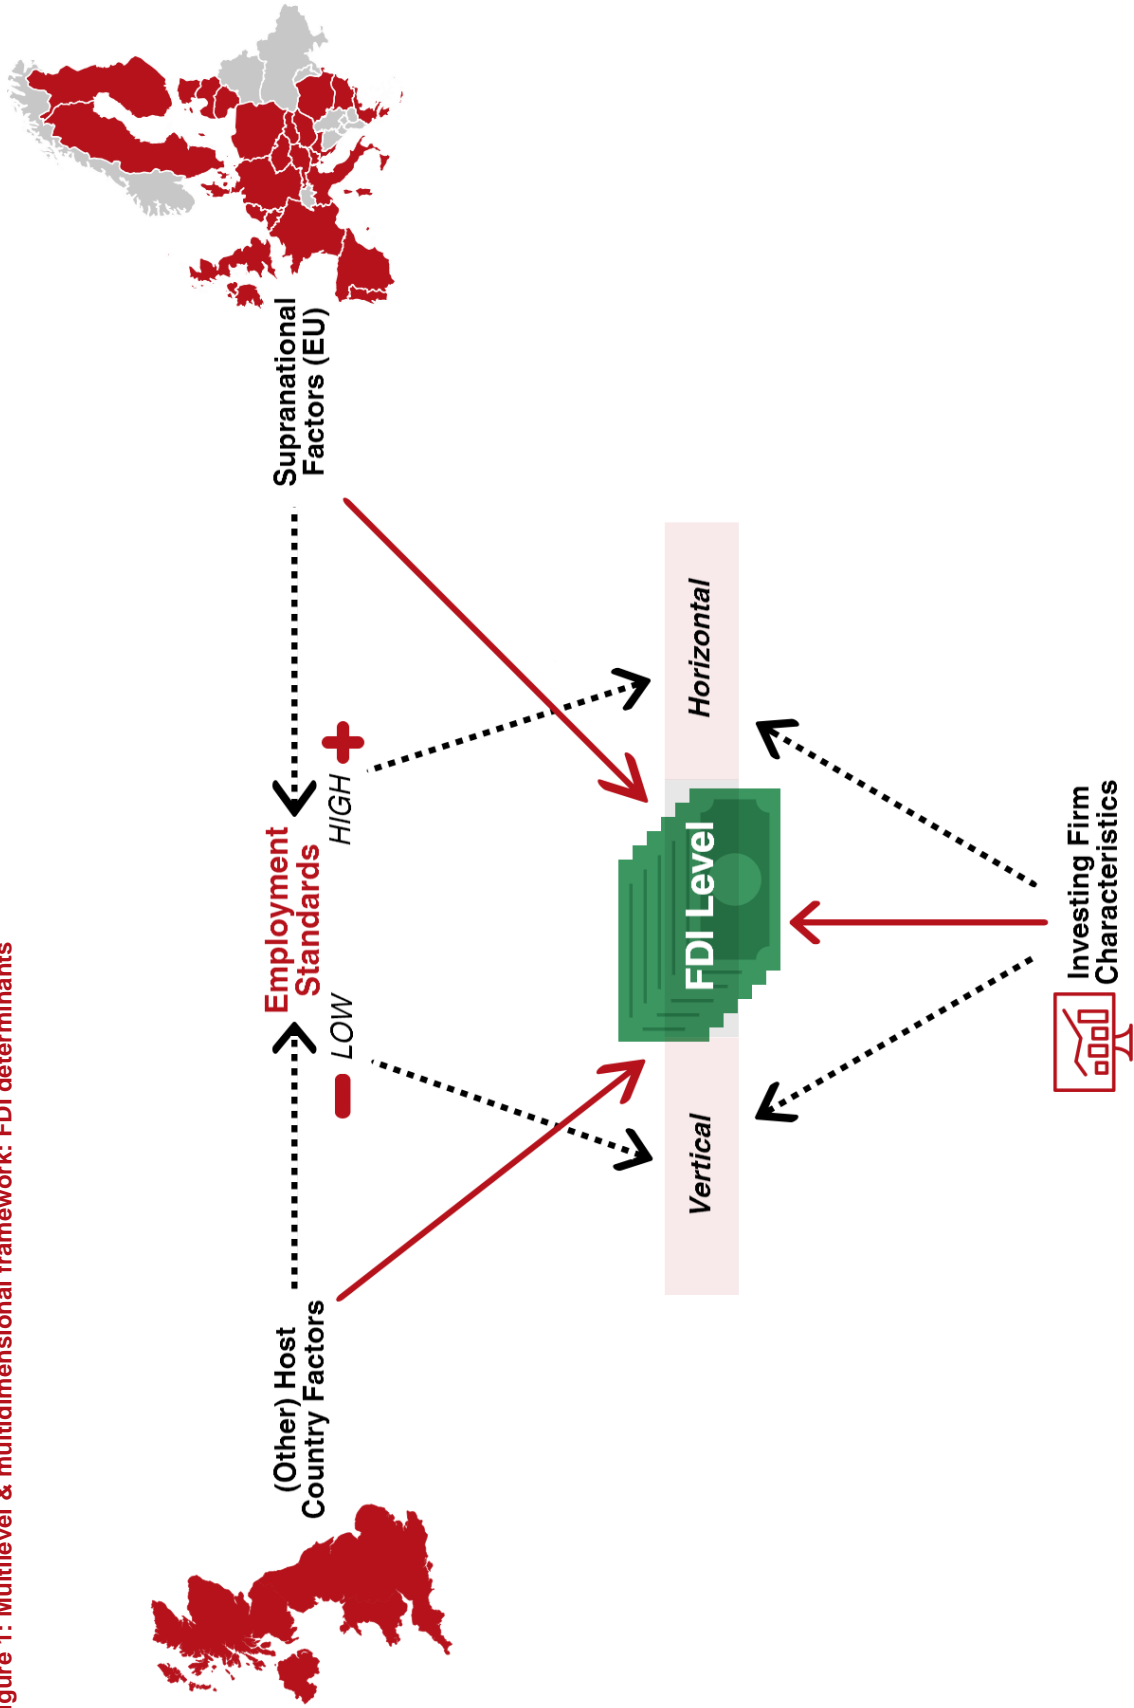 Figure 1: Multilevel & multidimensional framework: FDI determinants
(Other) Host
Country Factors
Employment
Standards
LOW
HIGH
Supranational
Factors (EU)
Vertical
FDI Level
Horizontal
Investing Firm
Characteristics